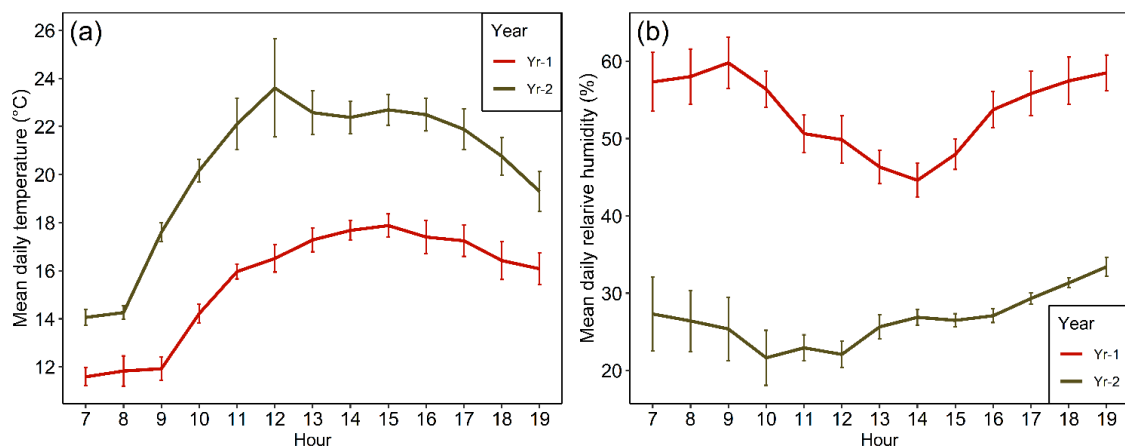 (a)
Year
Yr-1
Yr-2
Mean daily temperature (°C)
26
24
22
20
18
16
14
12
7 8 9 10 11 12 13 14 15 16 17 18 19
Hour
(b)
Mean daily relarive humidity (%)
60
50
40
30
20
Year
Yr-1
Yr-2
7 8 9 10 11 12 13 14 15 16 17 18 19
Hour